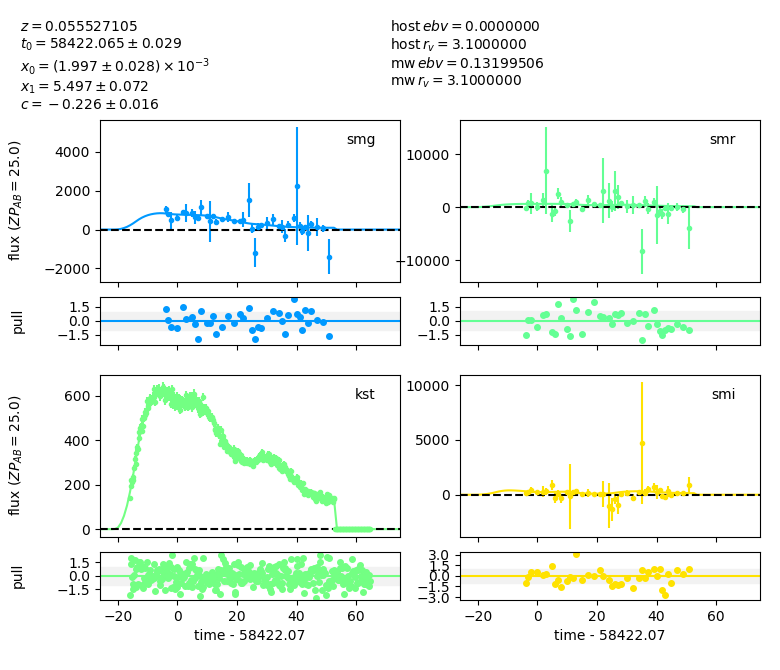 z = 0.055527105
t₀ = 58422.065 ± 0.029
x₀ = (1.997 ± 0.028) × 10⁻³
x₁ = 5.497 ± 0.072
c = −0.226 ± 0.016
host ebv = 0.0000000
host r_v = 3.1000000
mw ebv = 0.13199506
mw r_v = 3.1000000
flux (ZP_AB = 25.0)
4000
2000
0
−2000
smg
10000
0
−10000
smr
pull
1.5
0.0
−1.5
1.5
0.0
−1.5
flux (ZP_AB = 25.0)
600
400
200
0
kst
10000
5000
0
smi
pull
1.5
0.0
−1.5
3.0
1.5
0.0
−1.5
−3.0
−20 0 20 40 60
−20 0 20 40 60
time - 58422.07
time - 58422.07